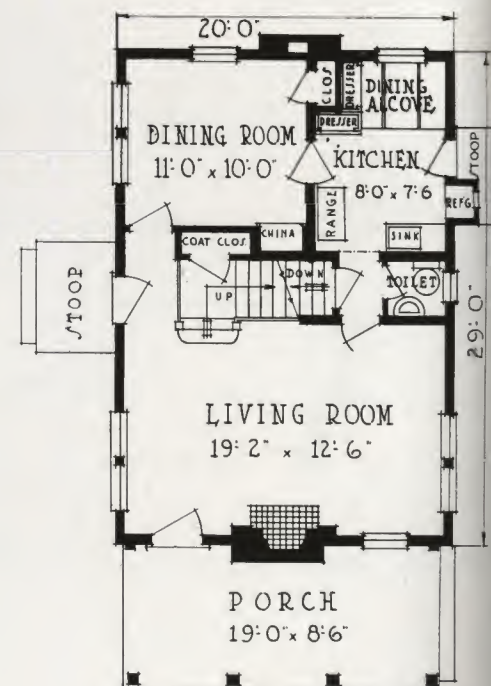 20'-0"
CLOS
DRESSER
DINING
ALCOVE
DINING ROOM
11'-0" x 10'-0"
DRESSER
KITCHEN
8'-0" x 7'-6
STOOP
REFG.
RANGE
SINK
CHINA
COAT CLOS.
DOWN
UP
TOILET
STOOP
29'-0"
LIVING ROOM
19'-2" x 12'-6"
PORCH
19'-0" x 8'-6"